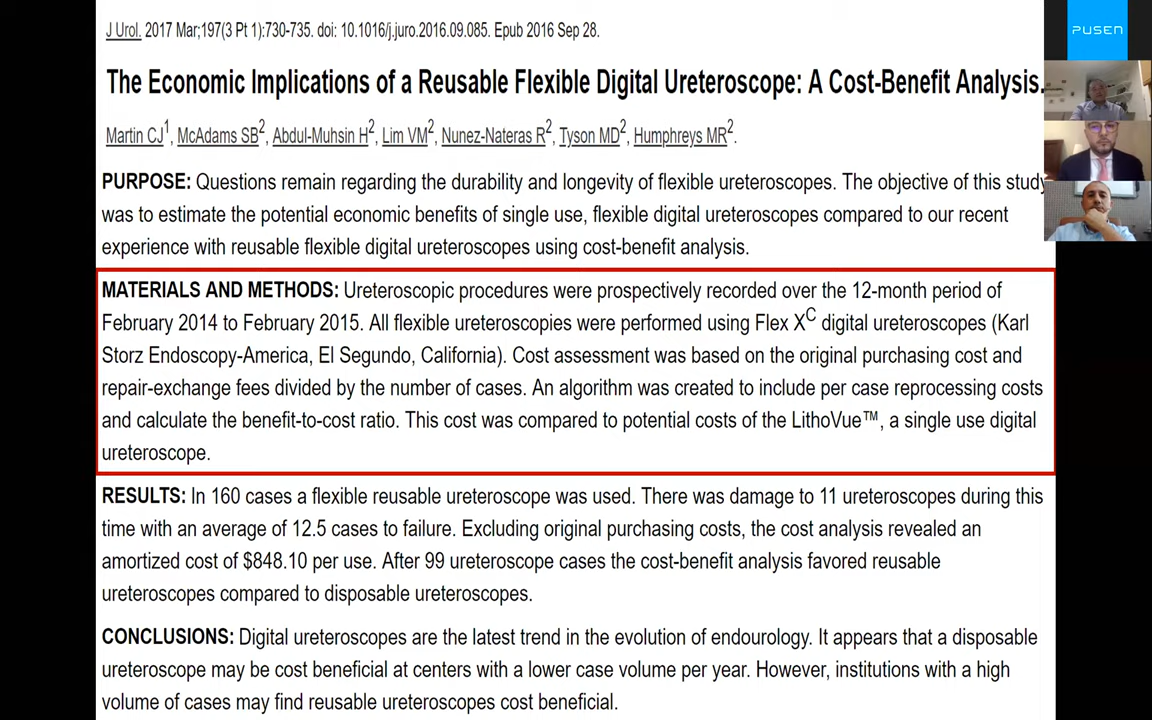 J Urol. 2017 Mar;197(3 Pt 1):730-735. doi: 10.1016/j.juro.2016.09.085. Epub 2016 Sep 28.
PUSEN
The Economic Implications of a Reusable Flexible Digital Ureteroscope: A Cost-Benefit Analysis.
Martin CJ1, McAdams SB2, Abdul-Muhsin H2, Lim VM2, Nunez-Nateras R2, Tyson MD2, Humphreys MR2.
PURPOSE: Questions remain regarding the durability and longevity of flexible ureteroscopes. The objective of this study
was to estimate the potential economic benefits of single use, flexible digital ureteroscopes compared to our recent
experience with reusable flexible digital ureteroscopes using cost-benefit analysis.
MATERIALS AND METHODS: Ureteroscopic procedures were prospectively recorded over the 12-month period of
February 2014 to February 2015. All flexible ureteroscopies were performed using Flex XC digital ureteroscopes (Karl
Storz Endoscopy-America, El Segundo, California). Cost assessment was based on the original purchasing cost and
repair-exchange fees divided by the number of cases. An algorithm was created to include per case reprocessing costs
and calculate the benefit-to-cost ratio. This cost was compared to potential costs of the LithoVue™, a single use digital
ureteroscope.
RESULTS: In 160 cases a flexible reusable ureteroscope was used. There was damage to 11 ureteroscopes during this
time with an average of 12.5 cases to failure. Excluding original purchasing costs, the cost analysis revealed an
amortized cost of $848.10 per use. After 99 ureteroscope cases the cost-benefit analysis favored reusable
ureteroscopes compared to disposable ureteroscopes.
CONCLUSIONS: Digital ureteroscopes are the latest trend in the evolution of endourology. It appears that a disposable
ureteroscope may be cost beneficial at centers with a lower case volume per year. However, institutions with a high
volume of cases may find reusable ureteroscopes cost beneficial.